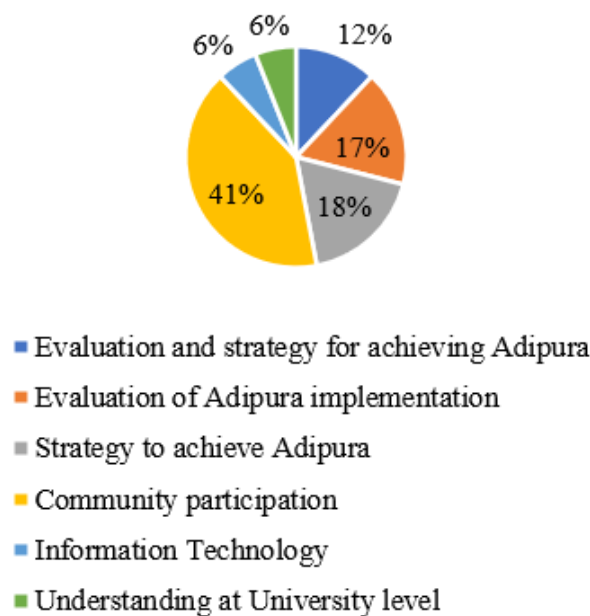 6%
12%
6%
17%
41%
18%
Evaluation and strategy for achieving Adipura
Evaluation of Adipura implementation
Strategy to achieve Adipura
Community participation
Information Technology
Understanding at University level